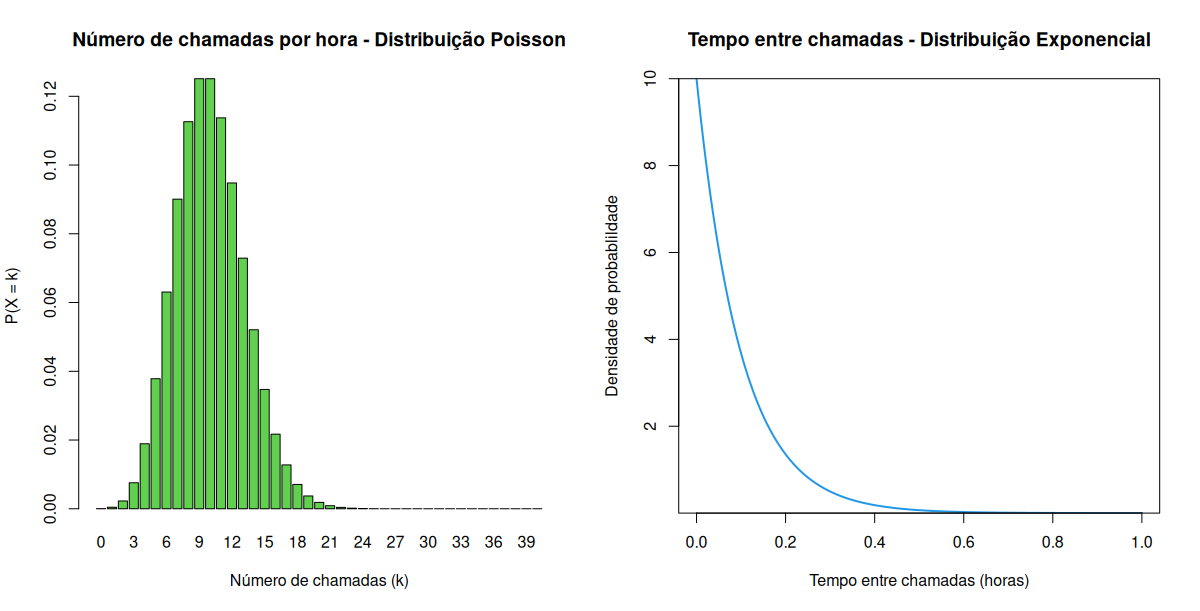 Número de chamadas por hora - Distribuição Poisson
0.12
0.10
0.08
0.06
0.04
0.02
0.00
P(X = k)
0 3 6 9 12 15 18 21 24 27 30 33 36 39
Número de chamadas (k)
Tempo entre chamadas - Distribuição Exponencial
10
8
6
4
2
Densidade de probablildade
0.0 0.2 0.4 0.6 0.8 1.0
Tempo entre chamadas (horas)